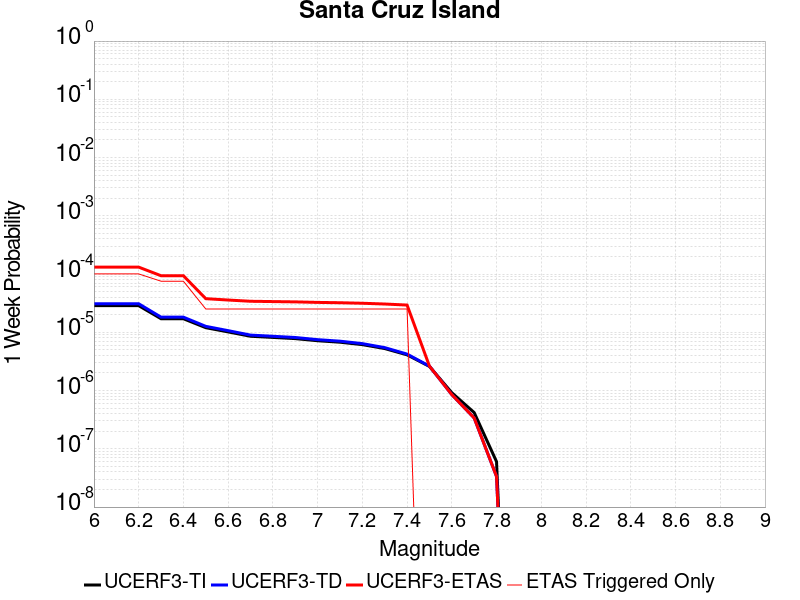 Santa Cruz Island
10^0
10^-1
10^-2
10^-3
10^-4
10^-5
10^-6
10^-7
10^-8
1 Week Probability
6 6.2 6.4 6.6 6.8 7 7.2 7.4 7.6 7.8 8 8.2 8.4 8.6 8.8 9
Magnitude
UCERF3-TI UCERF3-TD UCERF3-ETAS ETAS Triggered Only